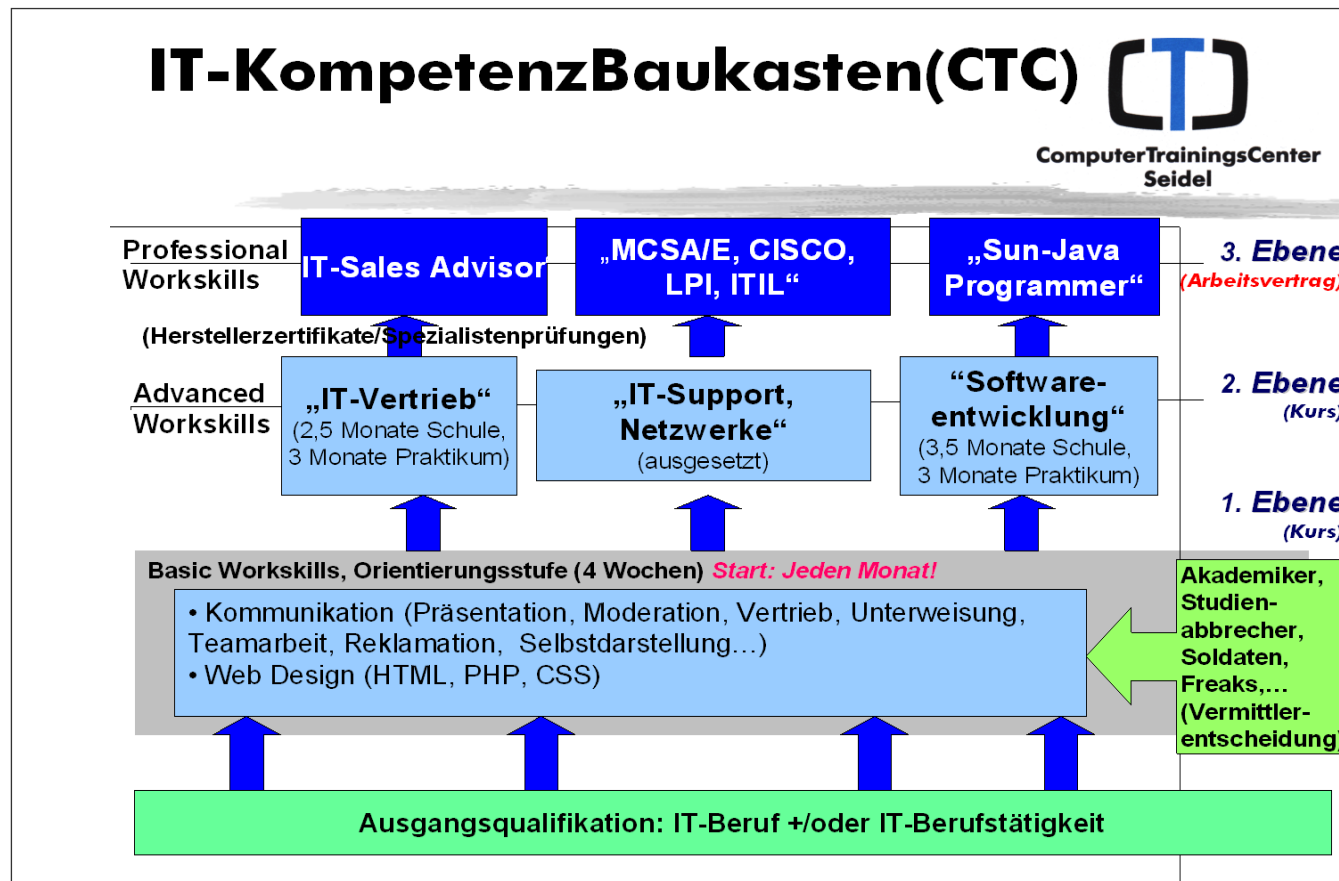 IT-KompetenzBaukasten(CTC)
ComputerTrainingsCenter
Seidel
Professional
Workskills
IT-Sales Advisor
„MCSA/E, CISCO,
LPI, ITIL“
„Sun-Java
Programmer“
3. Ebene
(Arbeitsvertrag)
(Herstellerzertifikate/Spezialistenprüfungen)
Advanced
Workskills
„IT-Vertrieb“
(2,5 Monate Schule,
3 Monate Praktikum)
„IT-Support,
Netzwerke“
(ausgesetzt)
“Software-
entwicklung“
(3,5 Monate Schule,
3 Monate Praktikum)
2. Ebene
(Kurs)
1. Ebene
(Kurs)
Basic Workskills, Orientierungsstufe (4 Wochen) Start: Jeden Monat!
• Kommunikation (Präsentation, Moderation, Vertrieb, Unterweisung,
Teamarbeit, Reklamation, Selbstdarstellung…)
• Web Design (HTML, PHP, CSS)
Akademiker,
Studien-
abbrecher,
Soldaten,
Freaks,…
(Vermittler-
entscheidung)
Ausgangsqualifikation: IT-Beruf +/oder IT-Berufstätigkeit